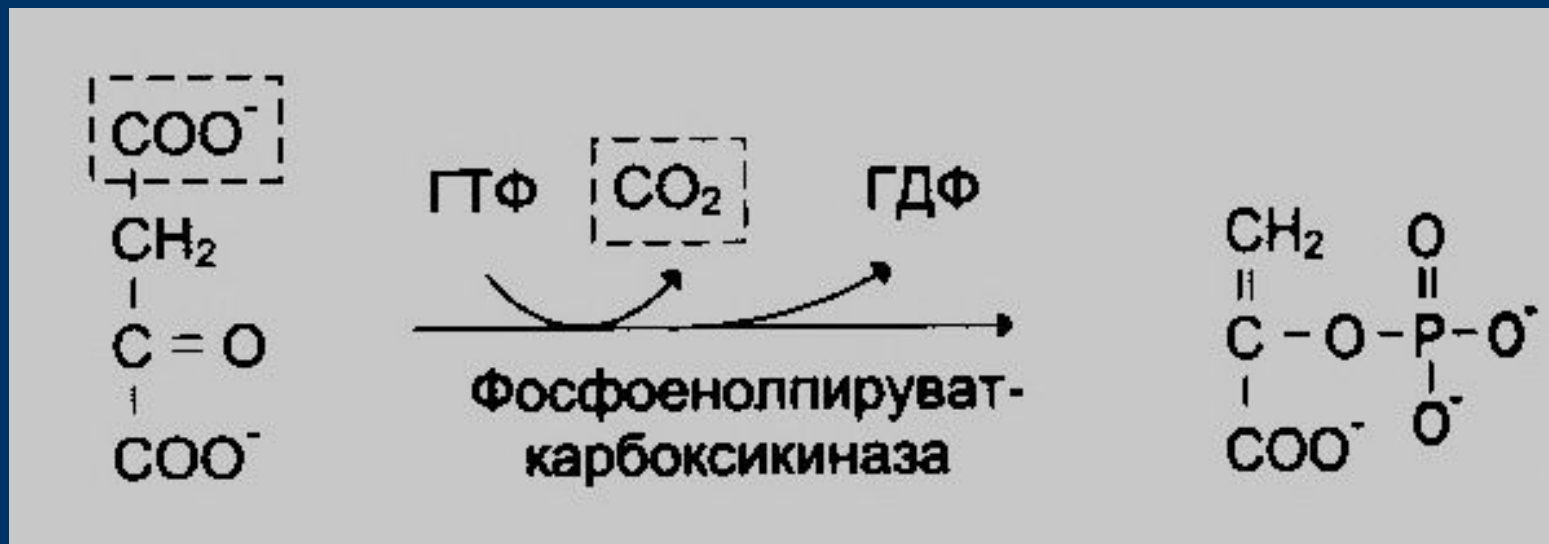 COO⁻
CH₂
C = O
COO⁻
ГТФ CO₂ ГДФ
Фосфоенолпируват-
карбоксикиназа
CH₂ O
C – O – P – O⁻
COO⁻ O⁻